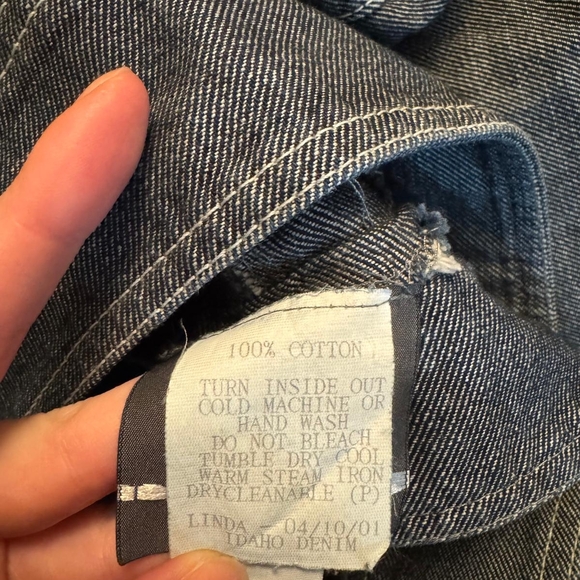 100% COTTON
TURN INSIDE OUT
COLD MACHINE OR
HAND WASH
DO NOT BLEACH
TUMBLE DRY COOL
WARM STEAM IRON
DRYCLEANABLE (P)
LINDA - 04/10/01
IDAHO DENIM